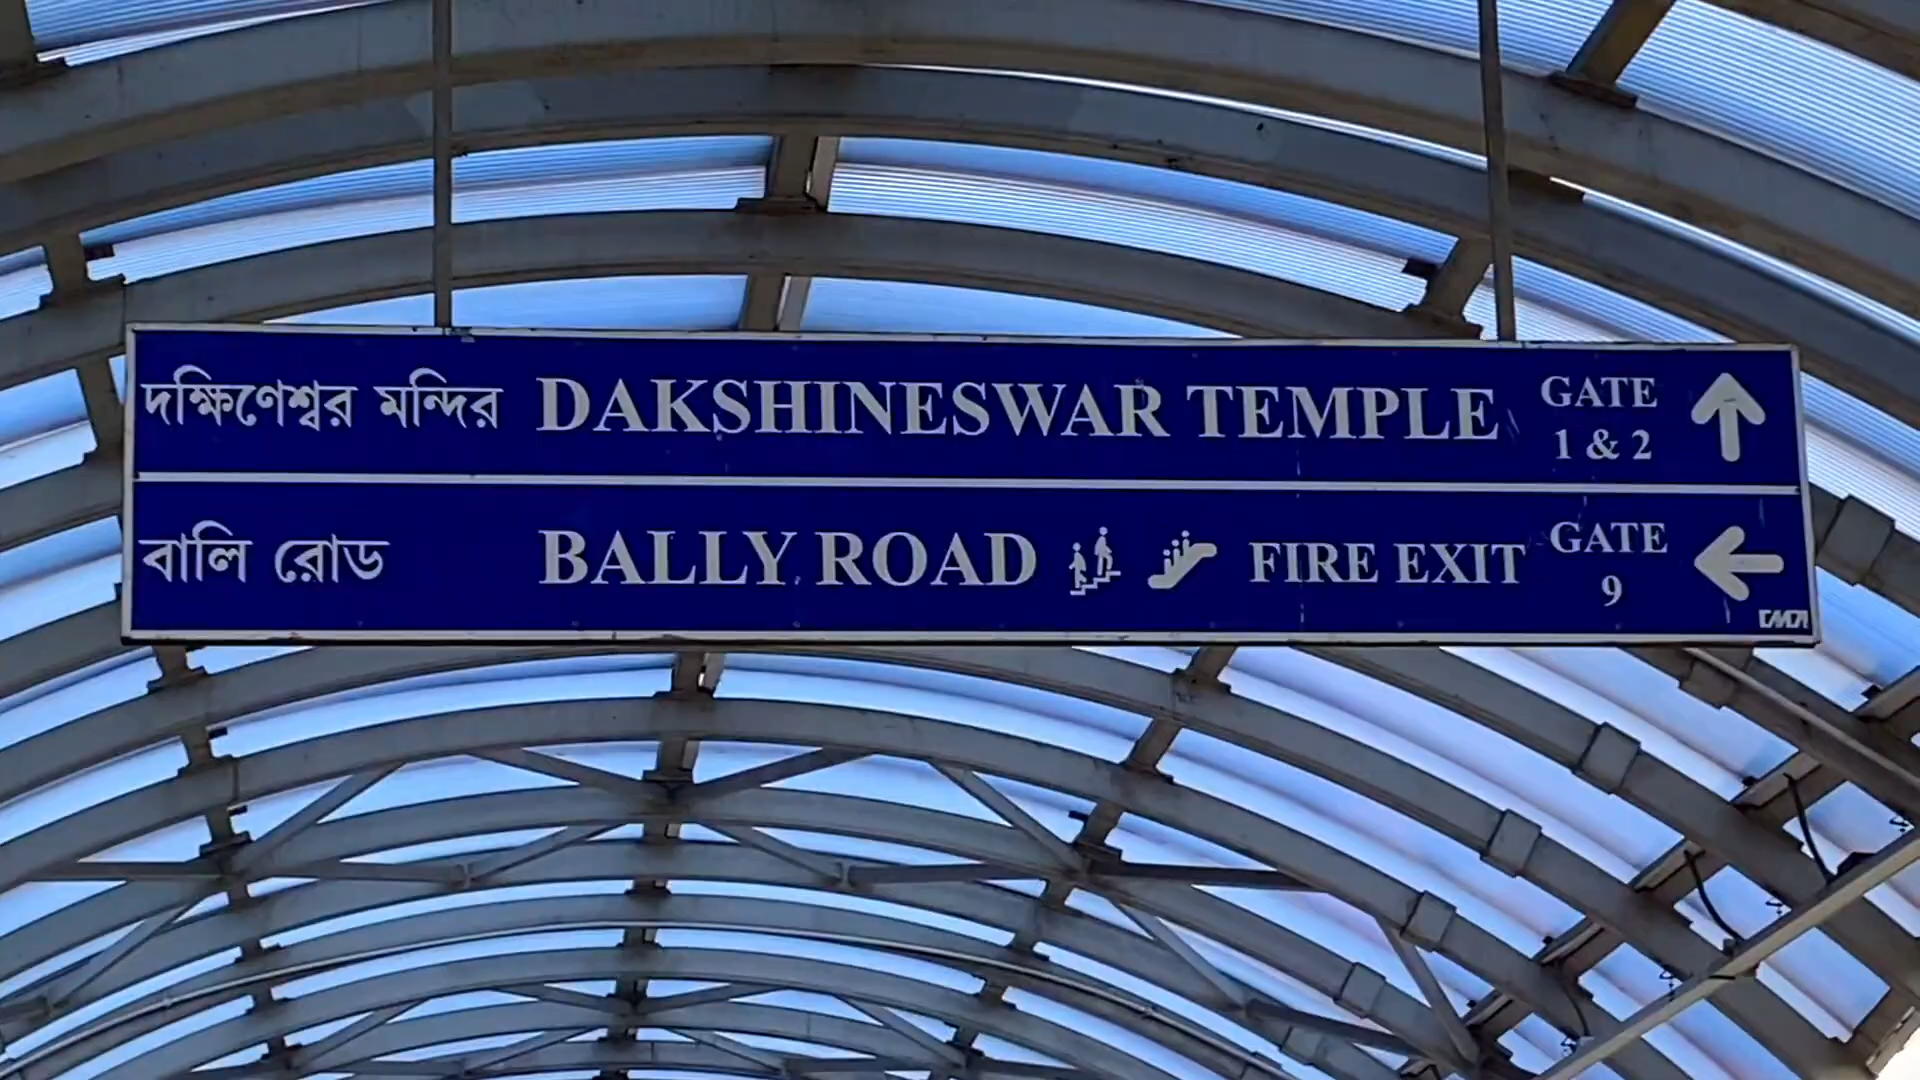 দক্ষিণেশ্বর মন্দির DAKSHINESWAR TEMPLE GATE 1 & 2
বালি রোড BALLY ROAD FIRE EXIT GATE 9